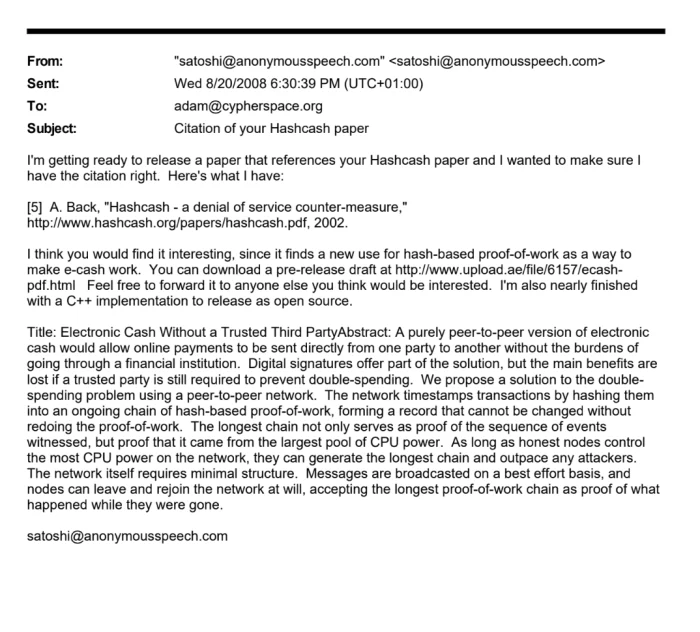 From: "satoshi@anonymousspeech.com" <satoshi@anonymousspeech.com>
Sent: Wed 8/20/2008 6:30:39 PM (UTC+01:00)
To: adam@cypherspace.org
Subject: Citation of your Hashcash paper
I'm getting ready to release a paper that references your Hashcash paper and I wanted to make sure I
have the citation right.  Here's what I have:
[5]  A. Back, "Hashcash - a denial of service counter-measure,"
http://www.hashcash.org/papers/hashcash.pdf, 2002.
I think you would find it interesting, since it finds a new use for hash-based proof-of-work as a way to
make e-cash work.  You can download a pre-release draft at http://www.upload.ae/file/6157/ecash-
pdf.html   Feel free to forward it to anyone else you think would be interested.  I'm also nearly finished
with a C++ implementation to release as open source.
Title: Electronic Cash Without a Trusted Third PartyAbstract: A purely peer-to-peer version of electronic
cash would allow online payments to be sent directly from one party to another without the burdens of
going through a financial institution.  Digital signatures offer part of the solution, but the main benefits are
lost if a trusted party is still required to prevent double-spending.  We propose a solution to the double-
spending problem using a peer-to-peer network.  The network timestamps transactions by hashing them
into an ongoing chain of hash-based proof-of-work, forming a record that cannot be changed without
redoing the proof-of-work.  The longest chain not only serves as proof of the sequence of events
witnessed, but proof that it came from the largest pool of CPU power.  As long as honest nodes control
the most CPU power on the network, they can generate the longest chain and outpace any attackers.
The network itself requires minimal structure.  Messages are broadcasted on a best effort basis, and
nodes can leave and rejoin the network at will, accepting the longest proof-of-work chain as proof of what
happened while they were gone.
satoshi@anonymousspeech.com